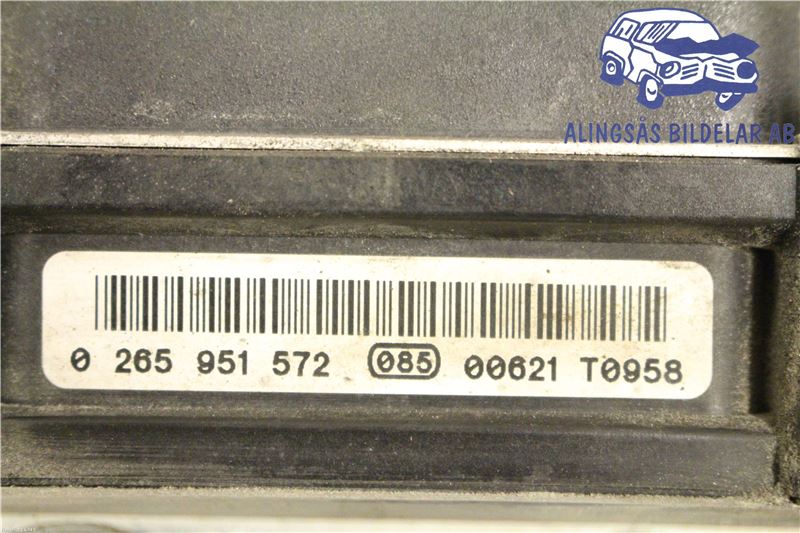 ALINGSÅS BILDELAR AB
0 265 951 572 085 00621 T0958